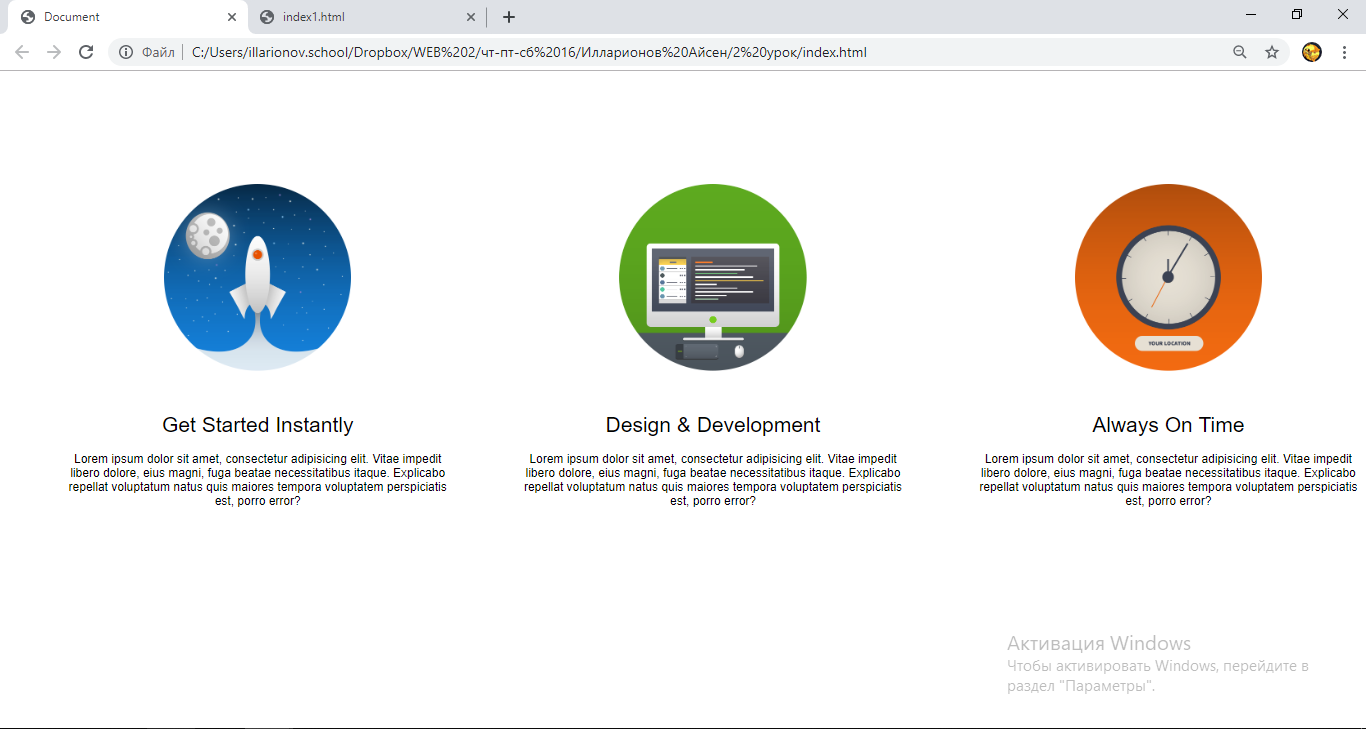 Document
index1.html
Файл
C:/Users/illarionov.school/Dropbox/WEB%202/чт-пт-сб%2016/Илларионов%20Айсен/2%20урок/index.html
YOUR LOCATION
Get Started Instantly
Lorem ipsum dolor sit amet, consectetur adipisicing elit. Vitae impedit
libero dolore, eius magni, fuga beatae necessitatibus itaque. Explicabo
repellat voluptatum natus quis maiores tempora voluptatem perspiciatis
est, porro error?
Design & Development
Lorem ipsum dolor sit amet, consectetur adipisicing elit. Vitae impedit
libero dolore, eius magni, fuga beatae necessitatibus itaque. Explicabo
repellat voluptatum natus quis maiores tempora voluptatem perspiciatis
est, porro error?
Always On Time
Lorem ipsum dolor sit amet, consectetur adipisicing elit. Vitae impedit
libero dolore, eius magni, fuga beatae necessitatibus itaque. Explicabo
repellat voluptatum natus quis maiores tempora voluptatem perspiciatis
est, porro error?
Активация Windows
Чтобы активировать Windows, перейдите в
раздел "Параметры".